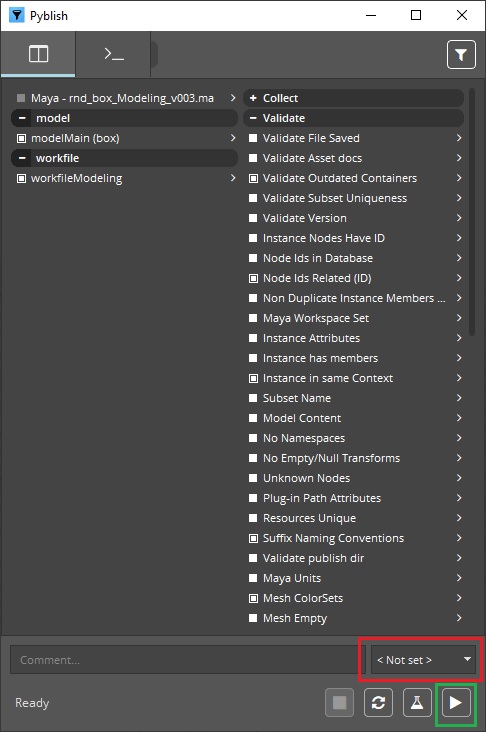 Pyblish
Maya - rnd_box_Modeling_v003.ma
model
modelMain (box)
workfile
workfileModeling
Collect
Validate
Validate File Saved
Validate Asset docs
Validate Outdated Containers
Validate Subset Uniqueness
Validate Version
Instance Nodes Have ID
Node Ids in Database
Node Ids Related (ID)
Non Duplicate Instance Members ...
Maya Workspace Set
Instance Attributes
Instance has members
Instance in same Context
Subset Name
Model Content
No Namespaces
No Empty/Null Transforms
Unknown Nodes
Plug-in Path Attributes
Resources Unique
Suffix Naming Conventions
Validate publish dir
Maya Units
Mesh ColorSets
Mesh Empty
Comment...
< Not set >
Ready